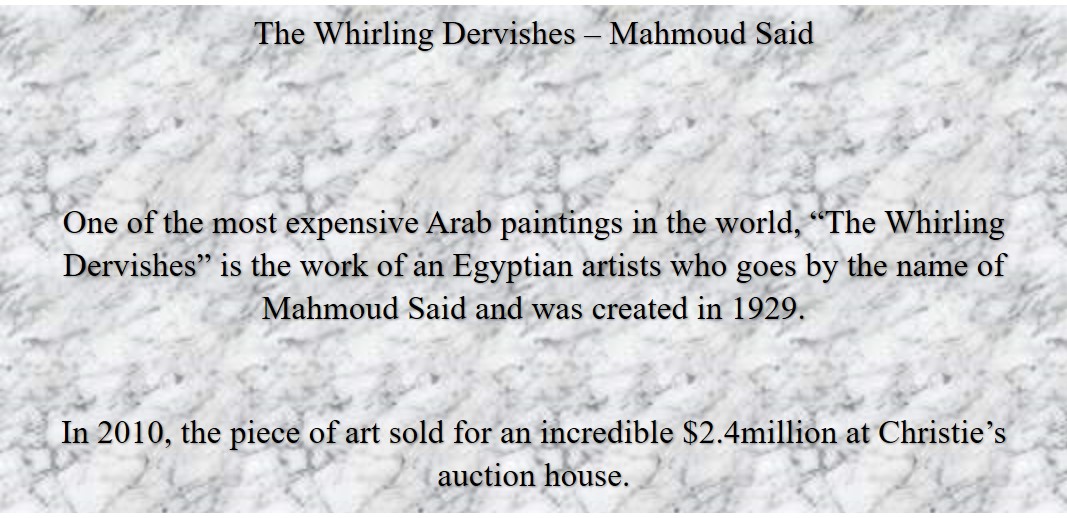 The Whirling Dervishes – Mahmoud Said
One of the most expensive Arab paintings in the world, “The Whirling
Dervishes” is the work of an Egyptian artists who goes by the name of
Mahmoud Said and was created in 1929.
In 2010, the piece of art sold for an incredible $2.4million at Christie’s
auction house.